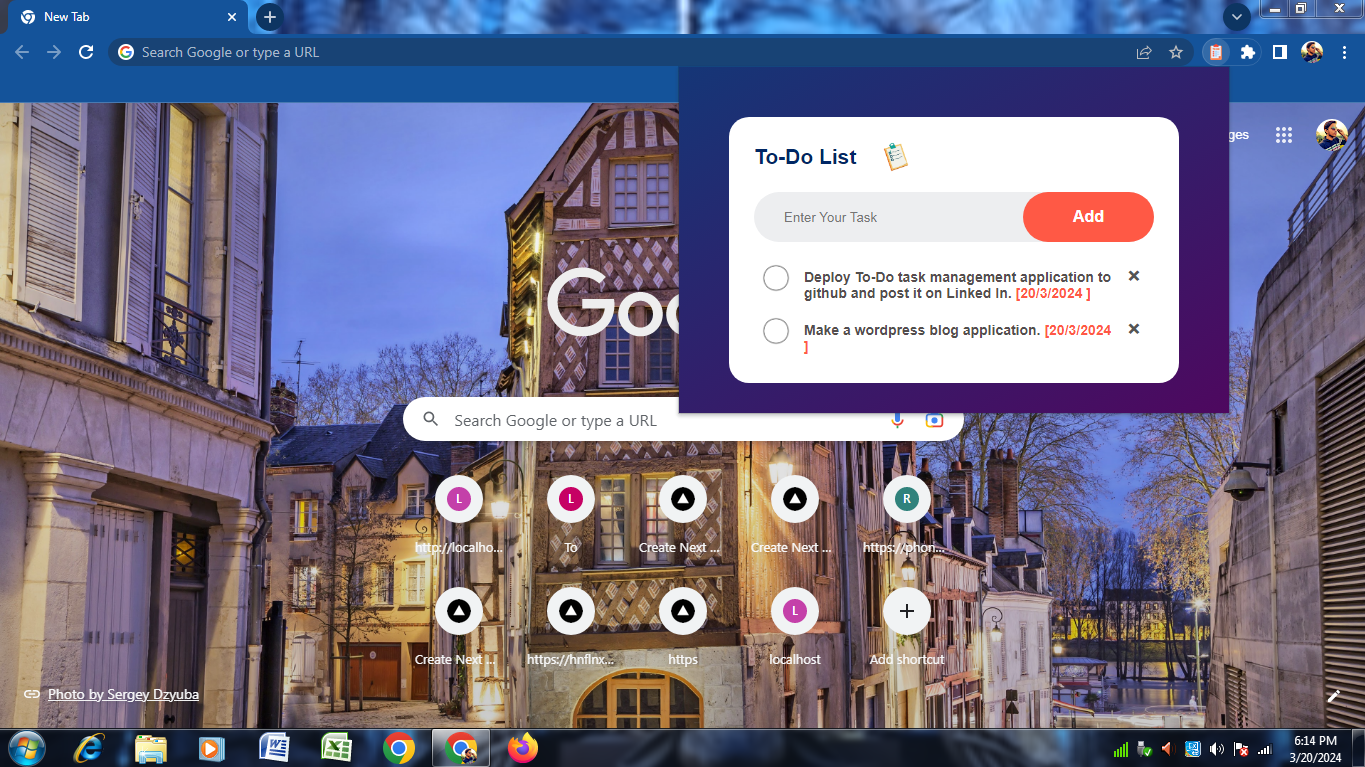 New Tab
Search Google or type a URL
ges
To-Do List
Enter Your Task
Add
Deploy To-Do task management application to
github and post it on Linked In. [20/3/2024 ]
Make a wordpress blog application. [20/3/2024
]
Goo
Search Google or type a URL
L
L
R
http://localho...
To
Create Next ...
Create Next ...
https://phon...
L
Create Next ...
https://hnflnx...
https
localhost
Add shortcut
Photo by Sergey Dzyuba
6:14 PM
3/20/2024